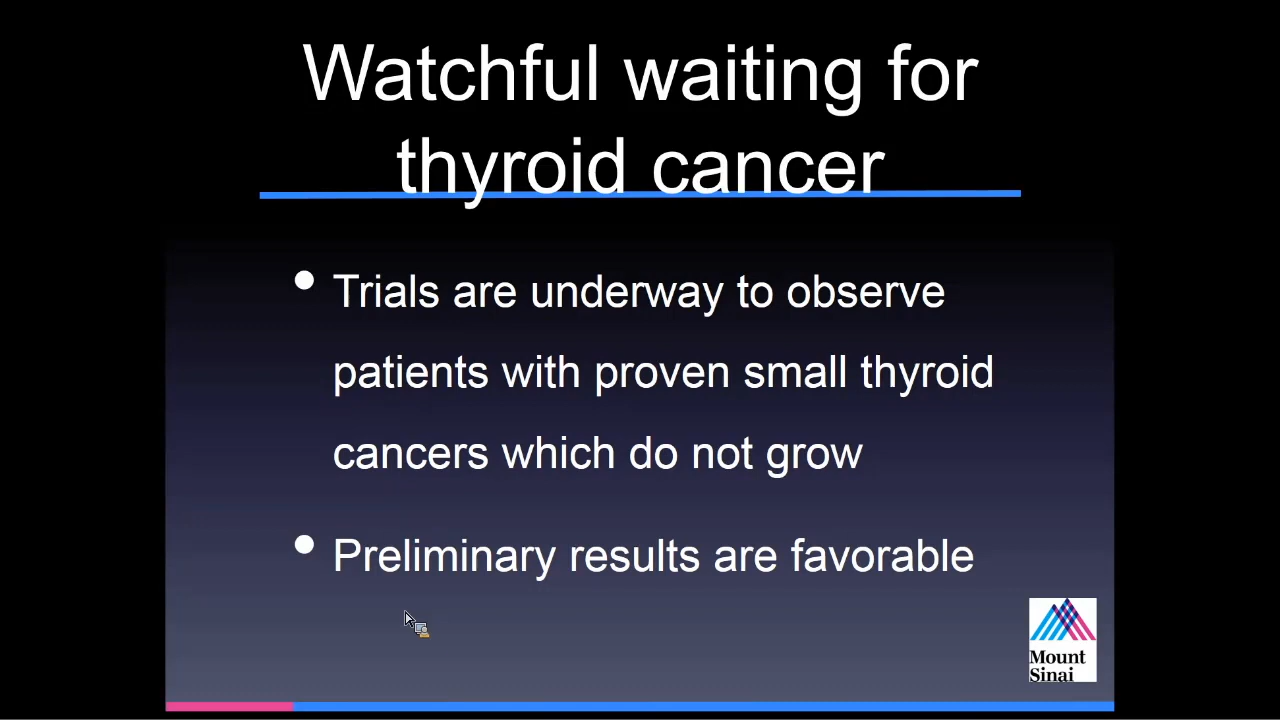 Watchful waiting for
thyroid cancer
• Trials are underway to observe
patients with proven small thyroid
cancers which do not grow
• Preliminary results are favorable
Mount
Sinai